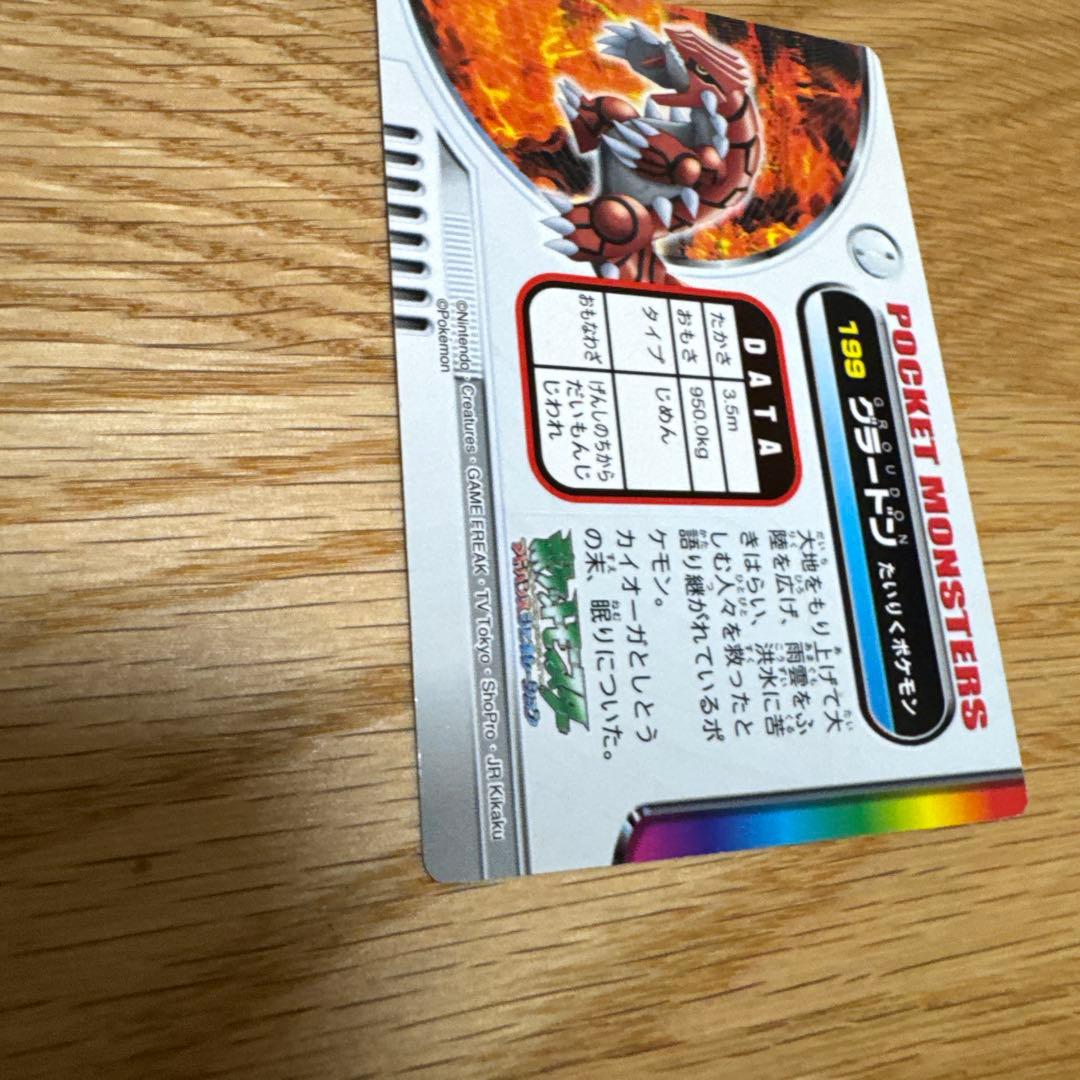 POCKET MONSTERS
GROUDON
199 グラードン たいりくポケモン
DATA
たかさ 3.5m
おもさ 950.0kg
タイプ じめん
おもなわざ げんしのちから
だいもんじ
じわれ
大地をもり上げて大
陸を広げ、雨雲をふ
きはらい、洪水に苦
しむ人々を救ったと
語り継がれているポ
ケモン。
カイオーガとしとう
の末、眠りについた。
©Nintendo・Creatures・GAME FREAK・TV Tokyo・ShoPro・JR Kikaku
©Pokémon